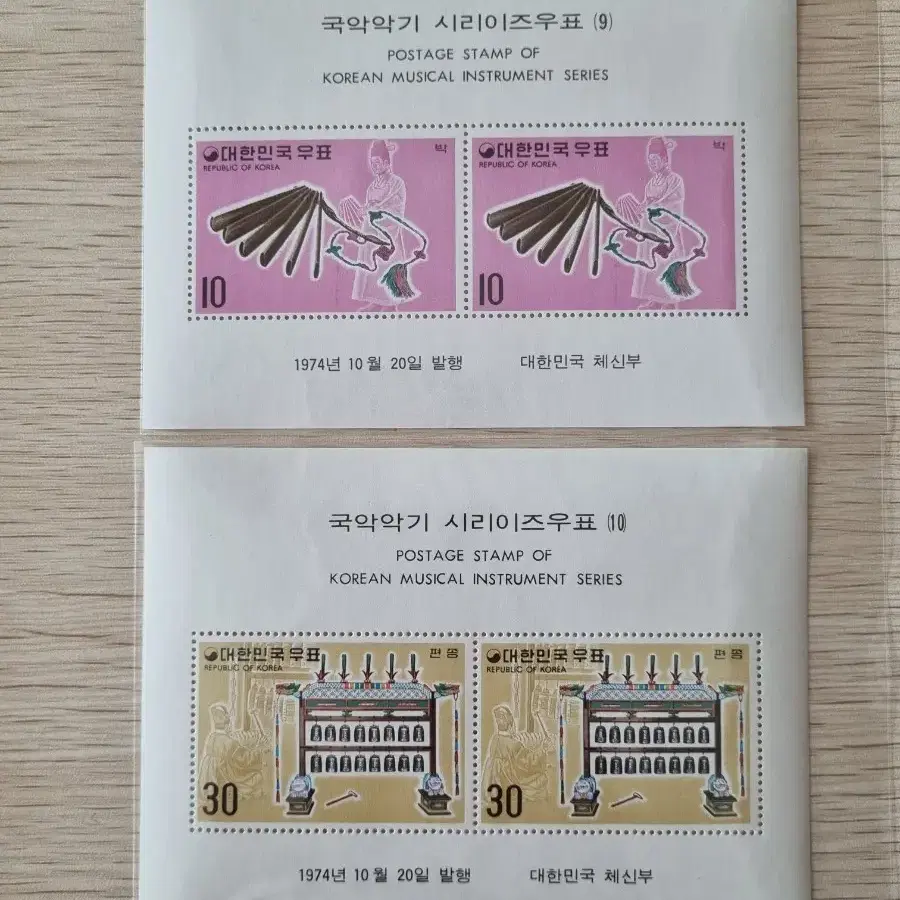 국악악기 시리이즈우표 (9)
POSTAGE STAMP OF
KOREAN MUSICAL INSTRUMENT SERIES
대한민국우표 박
REPUBLIC OF KOREA
10
대한민국우표 박
REPUBLIC OF KOREA
10
1974년 10월 20일 발행 대한민국 체신부
국악악기 시리이즈우표 (10)
POSTAGE STAMP OF
KOREAN MUSICAL INSTRUMENT SERIES
대한민국우표 편종
REPUBLIC OF KOREA
30
대한민국우표 편종
REPUBLIC OF KOREA
30
1974년 10월 20일 발행 대한민국 체신부